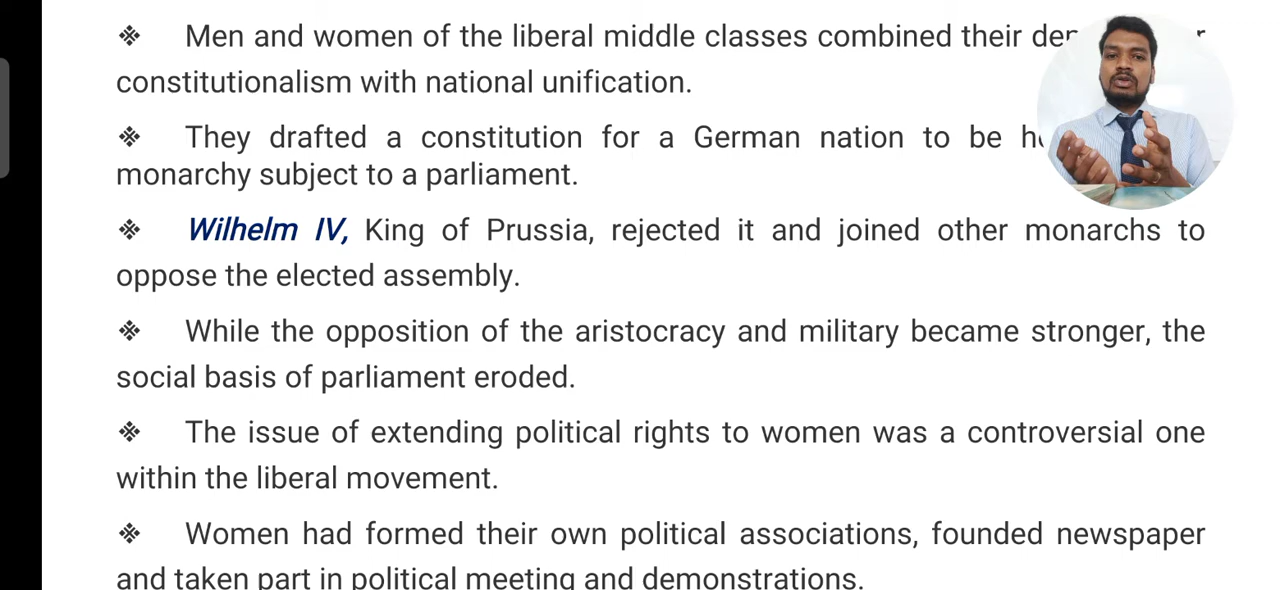 ❖ Men and women of the liberal middle classes combined their
constitutionalism with national unification.
❖ They drafted a constitution for a German nation to be
monarchy subject to a parliament.
❖ Wilhelm IV, King of Prussia, rejected it and joined other monarchs to
oppose the elected assembly.
❖ While the opposition of the aristocracy and military became stronger, the
social basis of parliament eroded.
❖ The issue of extending political rights to women was a controversial one
within the liberal movement.
❖ Women had formed their own political associations, founded newspaper
and taken part in political meeting and demonstrations.